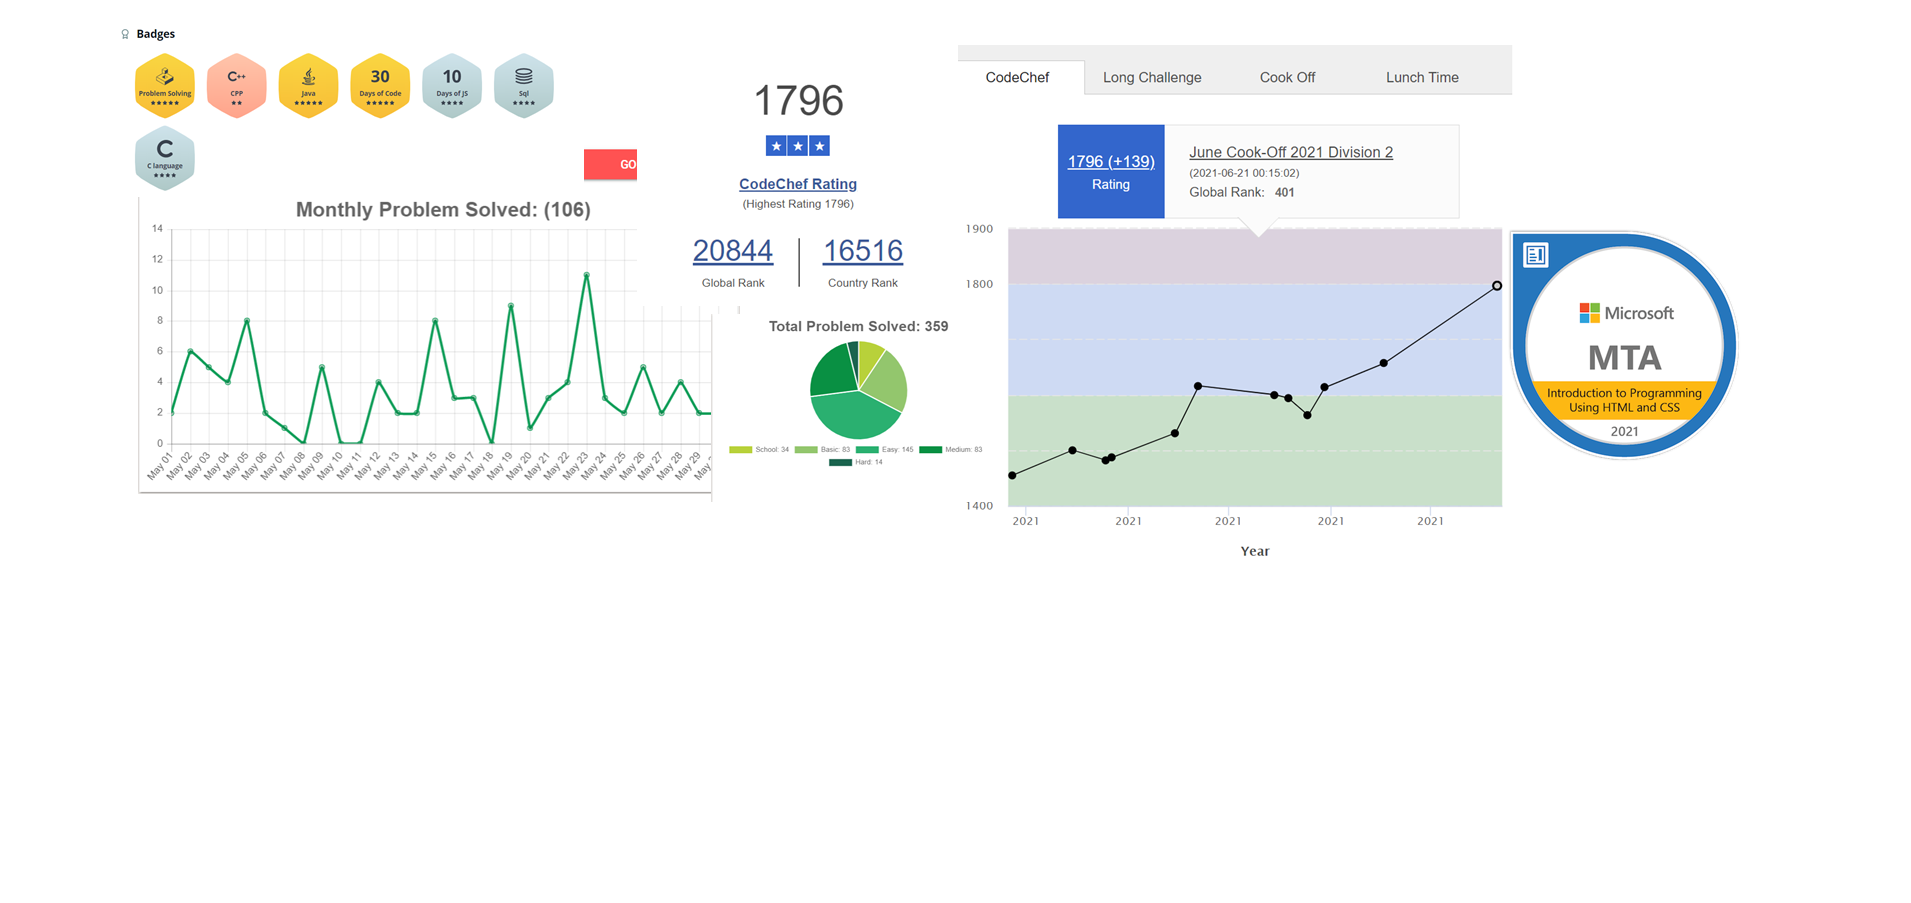 Badges
Problem Solving
C++
CPP
Java
30
Days of Code
10
Days of JS
Sql
C
C language
GO
Monthly Problem Solved: (106)
14
12
10
8
6
4
2
0
May 01
May 02
May 03
May 04
May 05
May 06
May 07
May 08
May 09
May 10
May 11
May 12
May 13
May 14
May 15
May 16
May 17
May 18
May 19
May 20
May 21
May 22
May 23
May 24
May 25
May 26
May 27
May 28
May 29
1796
CodeChef Rating
(Highest Rating 1796)
20844
Global Rank
16516
Country Rank
Total Problem Solved: 359
School: 34
Basic: 83
Easy: 145
Medium: 83
Hard: 14
CodeChef
Long Challenge
Cook Off
Lunch Time
1796 (+139)
Rating
June Cook-Off 2021 Division 2
(2021-06-21 00:15:02)
Global Rank: 401
1900
1800
1400
2021
2021
2021
2021
2021
Year
Microsoft
MTA
Introduction to Programming
Using HTML and CSS
2021